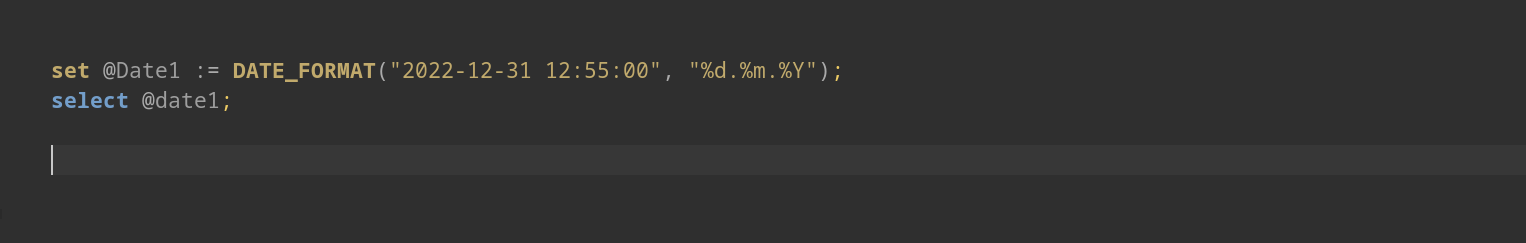 set @Date1 := DATE_FORMAT("2022-12-31 12:55:00", "%d.%m.%Y");
select @date1;